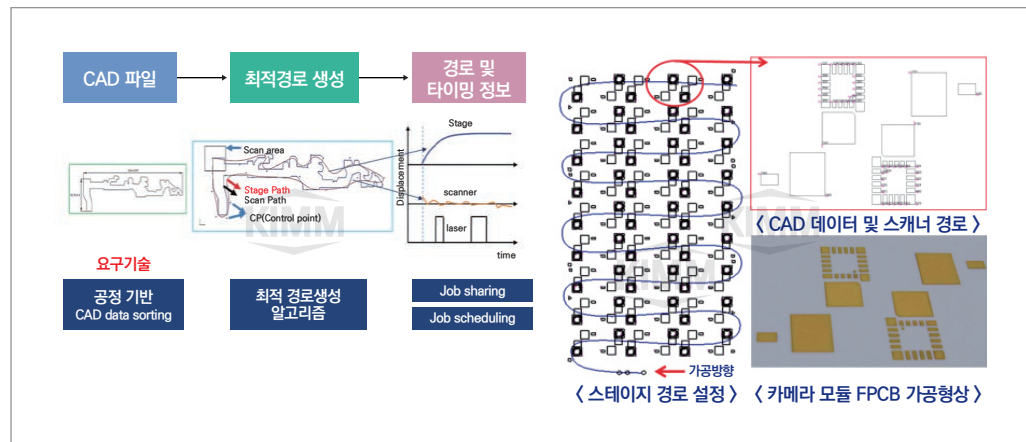 CAD 파일
최적경로 생성
경로 및
타이밍 정보
Scan area
Stage Path
Scan Path
CP(Control point)
Displacement
Stage
scanner
laser
time
요구기술
공정 기반
CAD data sorting
최적 경로생성
알고리즘
Job sharing
Job scheduling
KIMM
KIMM
가공방향
< 스테이지 경로 설정 >
< CAD 데이터 및 스캐너 경로 >
< 카메라 모듈 FPCB 가공형상 >